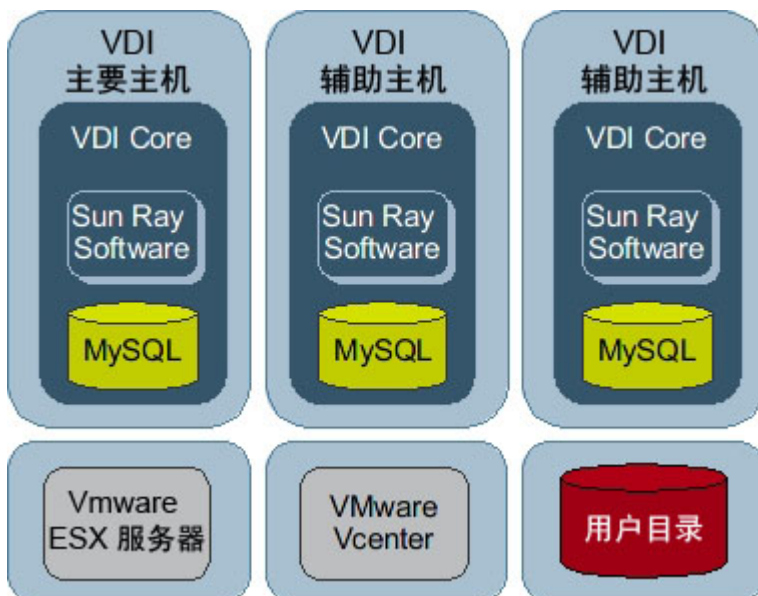 VDI
主要主机
VDI Core
Sun Ray
Software
MySQL
VDI
辅助主机
VDI Core
Sun Ray
Software
MySQL
VDI
辅助主机
VDI Core
Sun Ray
Software
MySQL
Vmware
ESX 服务器
VMware
Vcenter
用户目录